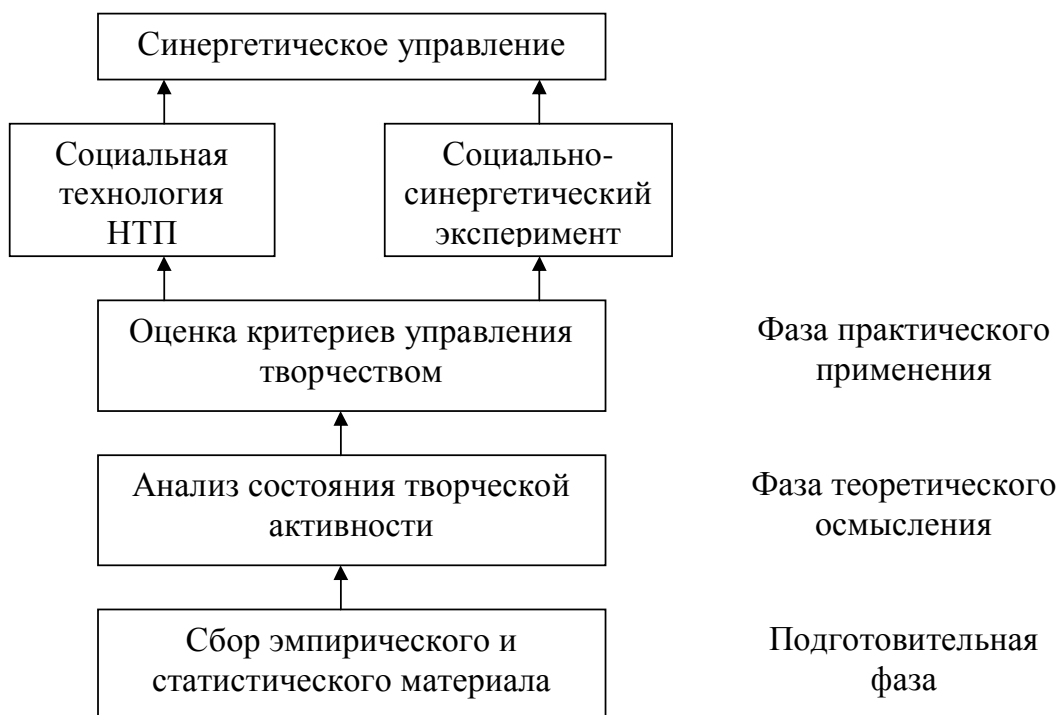 Синергетическое управление
Социальная
технология
НТП
Социально-
синергетический
эксперимент
Оценка критериев управления
творчеством
Фаза практического
применения
Анализ состояния творческой
активности
Фаза теоретического
осмысления
Сбор эмпирического и
статистического материала
Подготовительная
фаза